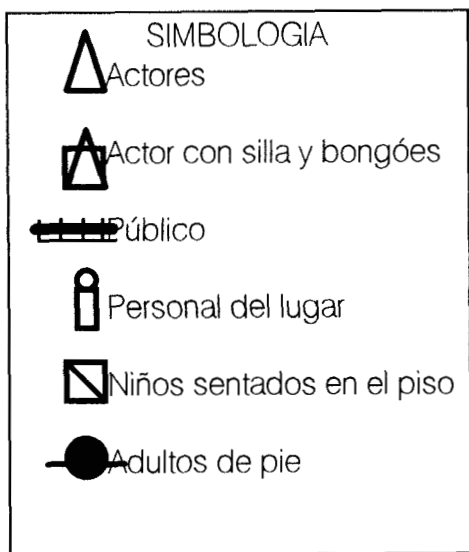 SIMBOLOGIA
Actores
Actor con silla y bongóes
Público
Personal del lugar
Niños sentados en el piso
Adultos de pie